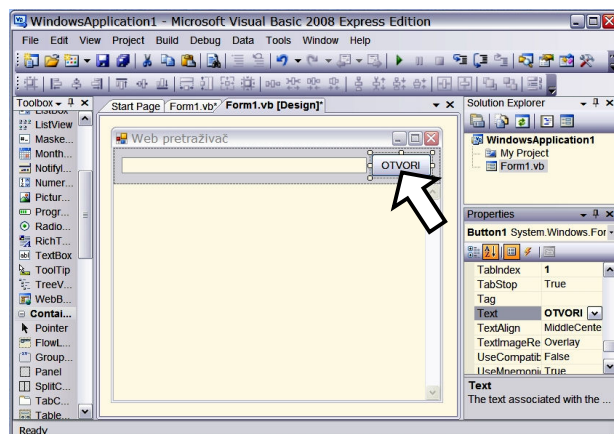 WindowsApplication1 - Microsoft Visual Basic 2008 Express Edition
File Edit View Project Build Debug Data Tools Window Help
Toolbox
Start Page Form1.vb* Form1.vb [Design]*
Solution Explorer
ListBox
ListView
Maske...
Month...
NotifyI...
Numer...
Pictur...
Progr...
Radio...
RichT...
TextBox
ToolTip
TreeV...
WebB...
Contai...
Pointer
FlowL...
Group...
Panel
SplitC...
TabC...
Table...
Web pretraživač
OTVORI
WindowsApplication1
My Project
Form1.vb
Properties
Button1 System.Windows.For
TabIndex 1
TabStop True
Tag
Text OTVORI
TextAlign MiddleCente
TextImageRe Overlay
UseCompatib False
UseMnemonic True
Text
The text associated with the ...
Ready